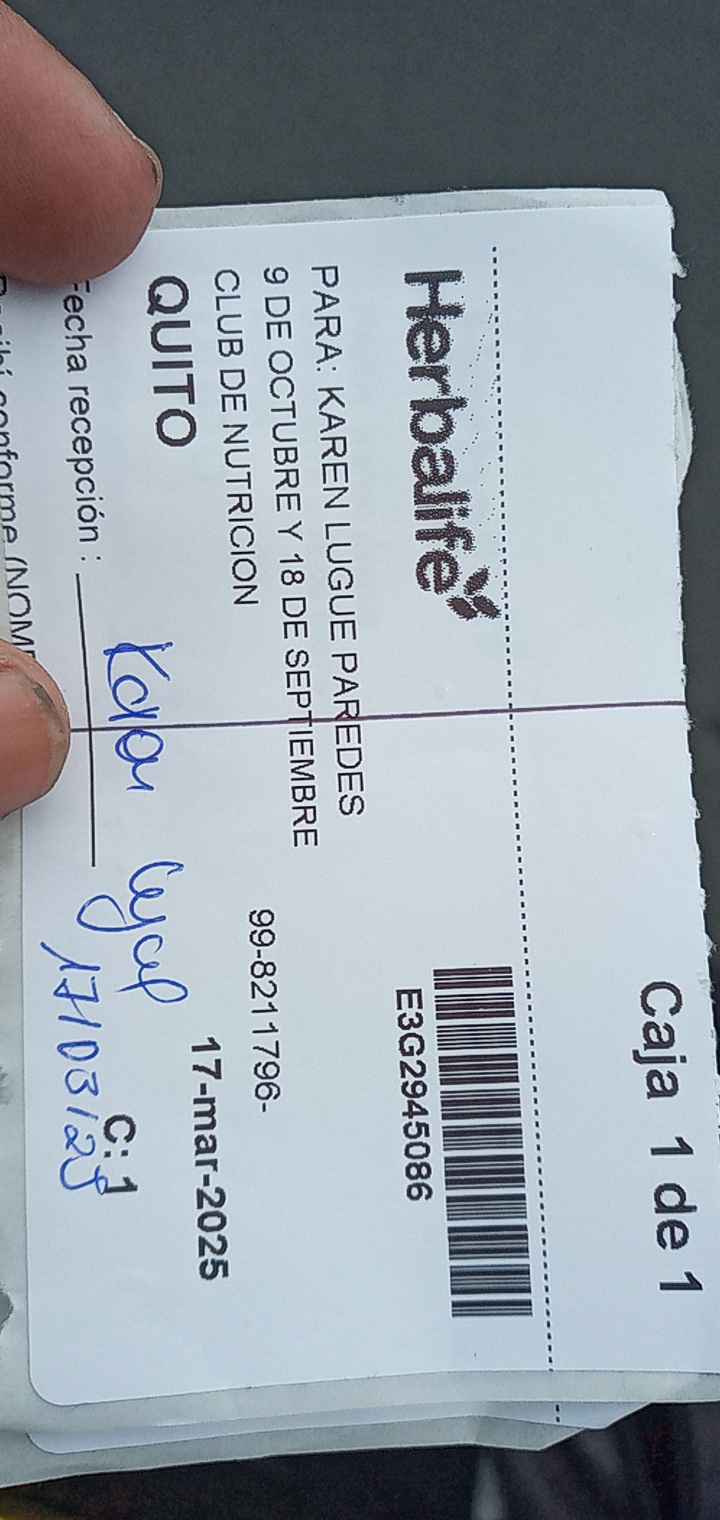 Caja 1 de 1
Herbalife
E3G2945086
PARA: KAREN LUGUE PAREDES
9 DE OCTUBRE Y 18 DE SEPTIEMBRE
99-8211796-
CLUB DE NUTRICION
17-mar-2025
QUITO
C: 1
Fecha recepción :
17/03/25